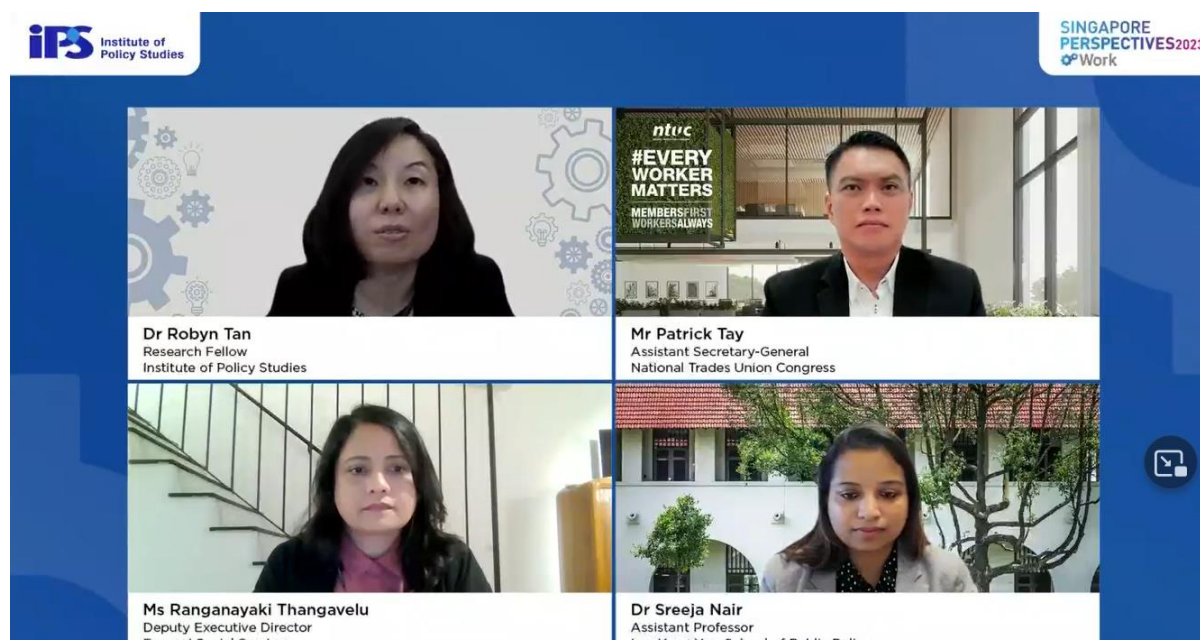 iPS Institute of
Policy Studies
SINGAPORE
PERSPECTIVES2023
Work
ntuc
#EVERY
WORKER
MATTERS
MEMBERSFIRST
WORKERSALWAYS
Dr Robyn Tan
Research Fellow
Institute of Policy Studies
Mr Patrick Tay
Assistant Secretary-General
National Trades Union Congress
Ms Ranganayaki Thangavelu
Deputy Executive Director
Dr Sreeja Nair
Assistant Professor